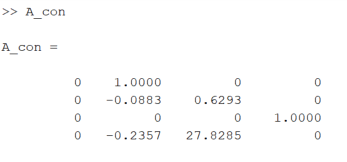 >> A_con
A_con =
0 1.0000 0 0
0 -0.0883 0.6293 0
0 0 0 1.0000
0 -0.2357 27.8285 0